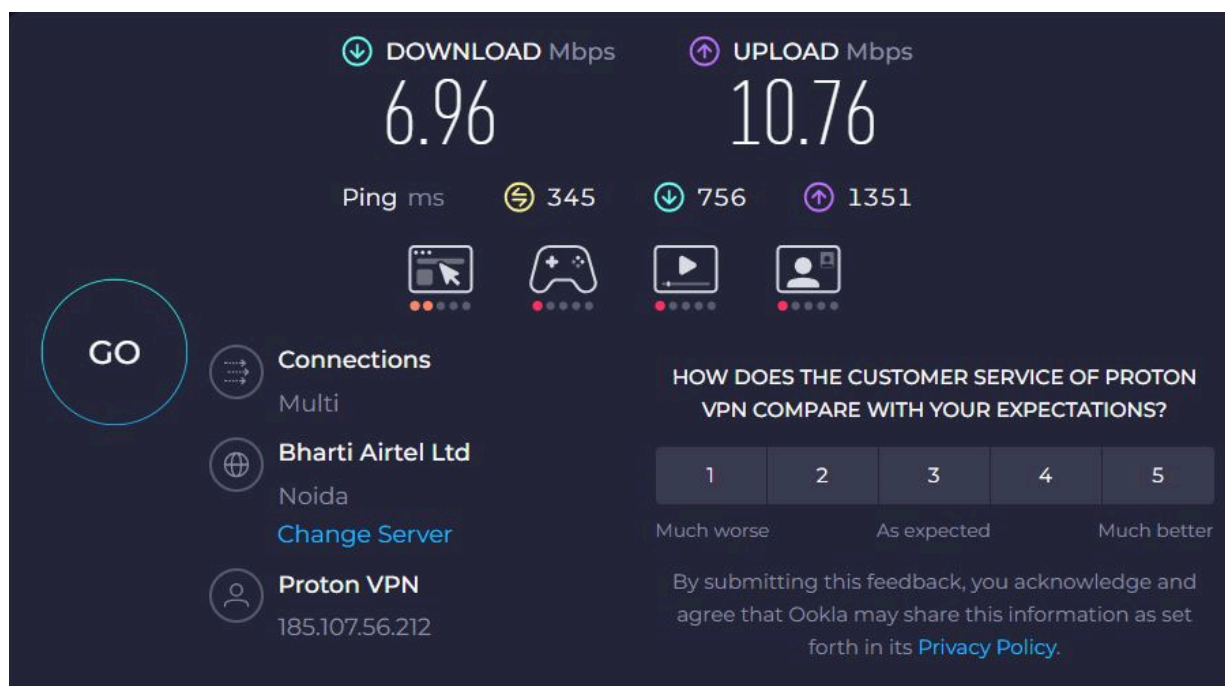 DOWNLOAD Mbps
6.96
UPLOAD Mbps
10.76
Ping ms 345 756 1351
GO
Connections
Multi
Bharti Airtel Ltd
Noida
Change Server
Proton VPN
185.107.56.212
HOW DOES THE CUSTOMER SERVICE OF PROTON
VPN COMPARE WITH YOUR EXPECTATIONS?
1 2 3 4 5
Much worse As expected Much better
By submitting this feedback, you acknowledge and
agree that Ookla may share this information as set
forth in its Privacy Policy.